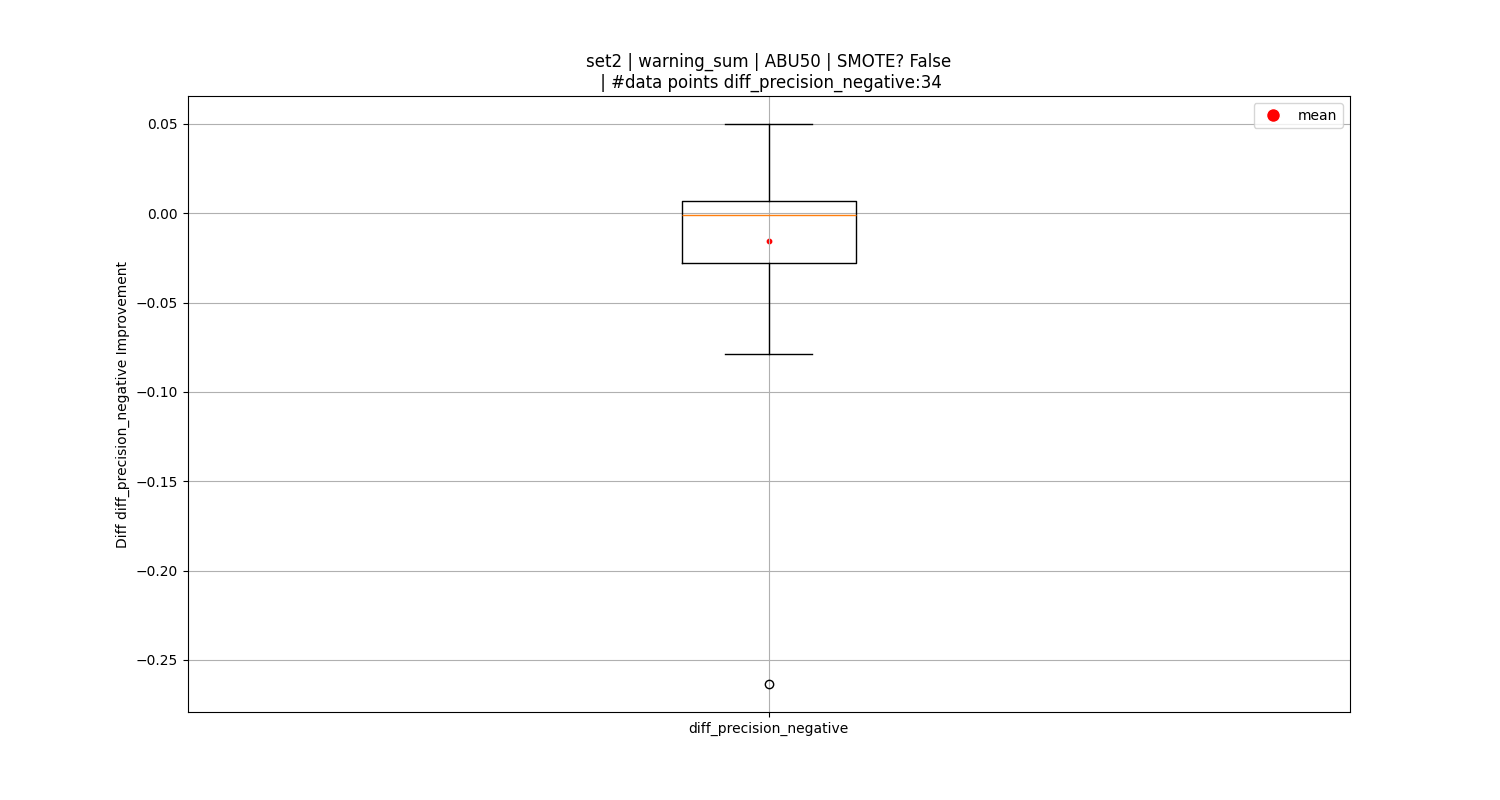 set2 | warning_sum | ABU50 | SMOTE? False
| #data points diff_precision_negative:34
mean
0.05
0.00
−0.05
−0.10
−0.15
−0.20
−0.25
Diff diff_precision_negative Improvement
diff_precision_negative